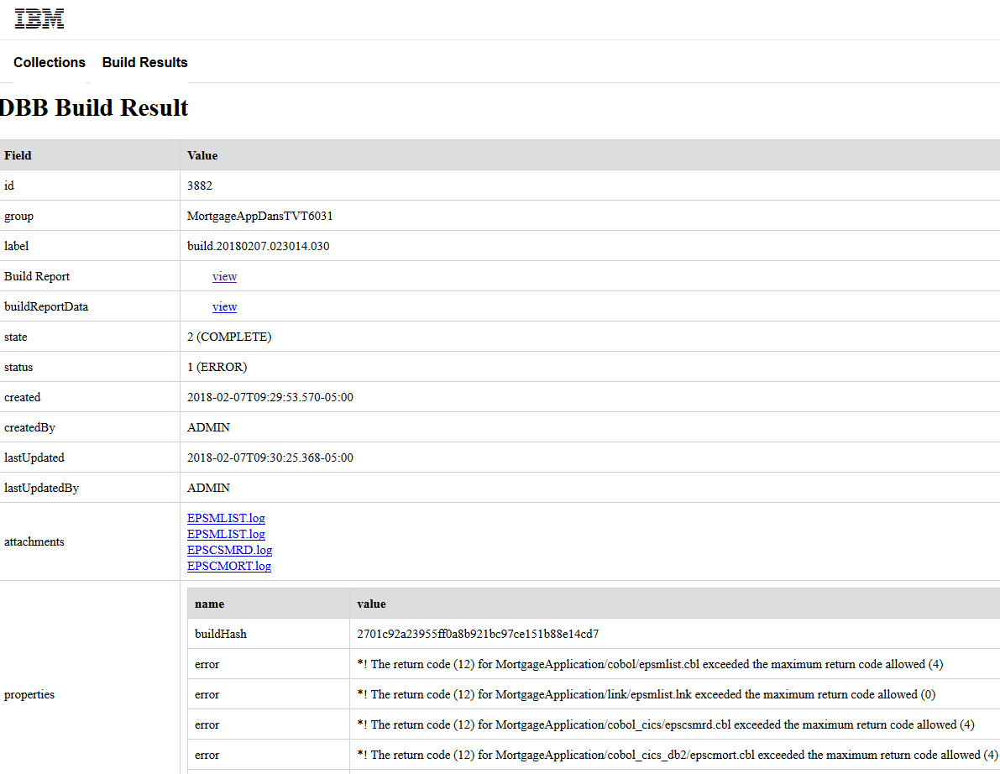 IBM
Collections Build Results
DBB Build Result
Field Value
id 3882
group MortgageAppDansTVT6031
label build.20180207.023014.030
Build Report view
buildReportData view
state 2 (COMPLETE)
status 1 (ERROR)
created 2018-02-07T09:29:53.570-05:00
createdBy ADMIN
lastUpdated 2018-02-07T09:30:25.368-05:00
lastUpdatedBy ADMIN
attachments
EPSMLIST.log
EPSMLIST.log
EPSCSMRD.log
EPSCMORT.log
properties
name value
buildHash 2701c92a23955ff0a8b921bc97ce151b88e14cd7
error *! The return code (12) for MortgageApplication/cobol/epsmlist.cbl exceeded the maximum return code allowed (4)
error *! The return code (12) for MortgageApplication/link/epsmlist.lnk exceeded the maximum return code allowed (0)
error *! The return code (12) for MortgageApplication/cobol_cics/epscsmrd.cbl exceeded the maximum return code allowed (4)
error *! The return code (12) for MortgageApplication/cobol_cics_db2/epscmort.cbl exceeded the maximum return code allowed (4)